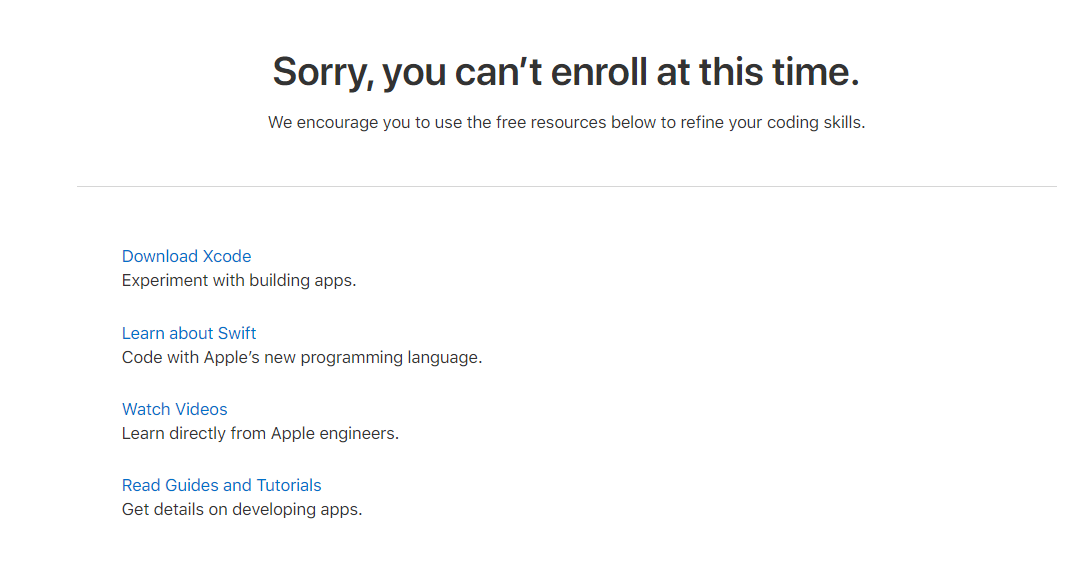 Sorry, you can’t enroll at this time.
We encourage you to use the free resources below to refine your coding skills.
Download Xcode
Experiment with building apps.
Learn about Swift
Code with Apple’s new programming language.
Watch Videos
Learn directly from Apple engineers.
Read Guides and Tutorials
Get details on developing apps.